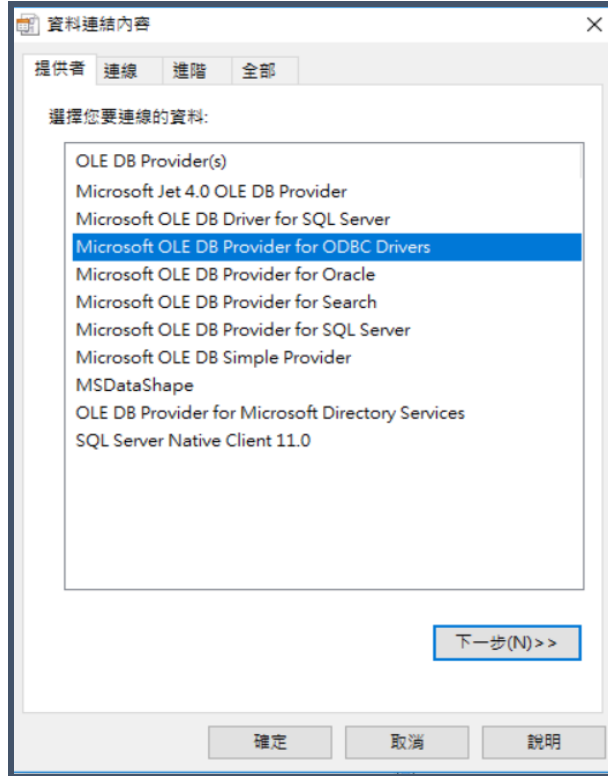 資料連結內容
提供者 連線 進階 全部
選擇您要連線的資料:
OLE DB Provider(s)
Microsoft Jet 4.0 OLE DB Provider
Microsoft OLE DB Driver for SQL Server
Microsoft OLE DB Provider for ODBC Drivers
Microsoft OLE DB Provider for Oracle
Microsoft OLE DB Provider for Search
Microsoft OLE DB Provider for SQL Server
Microsoft OLE DB Simple Provider
MSDataShape
OLE DB Provider for Microsoft Directory Services
SQL Server Native Client 11.0
下一步(N)>>
確定 取消 說明